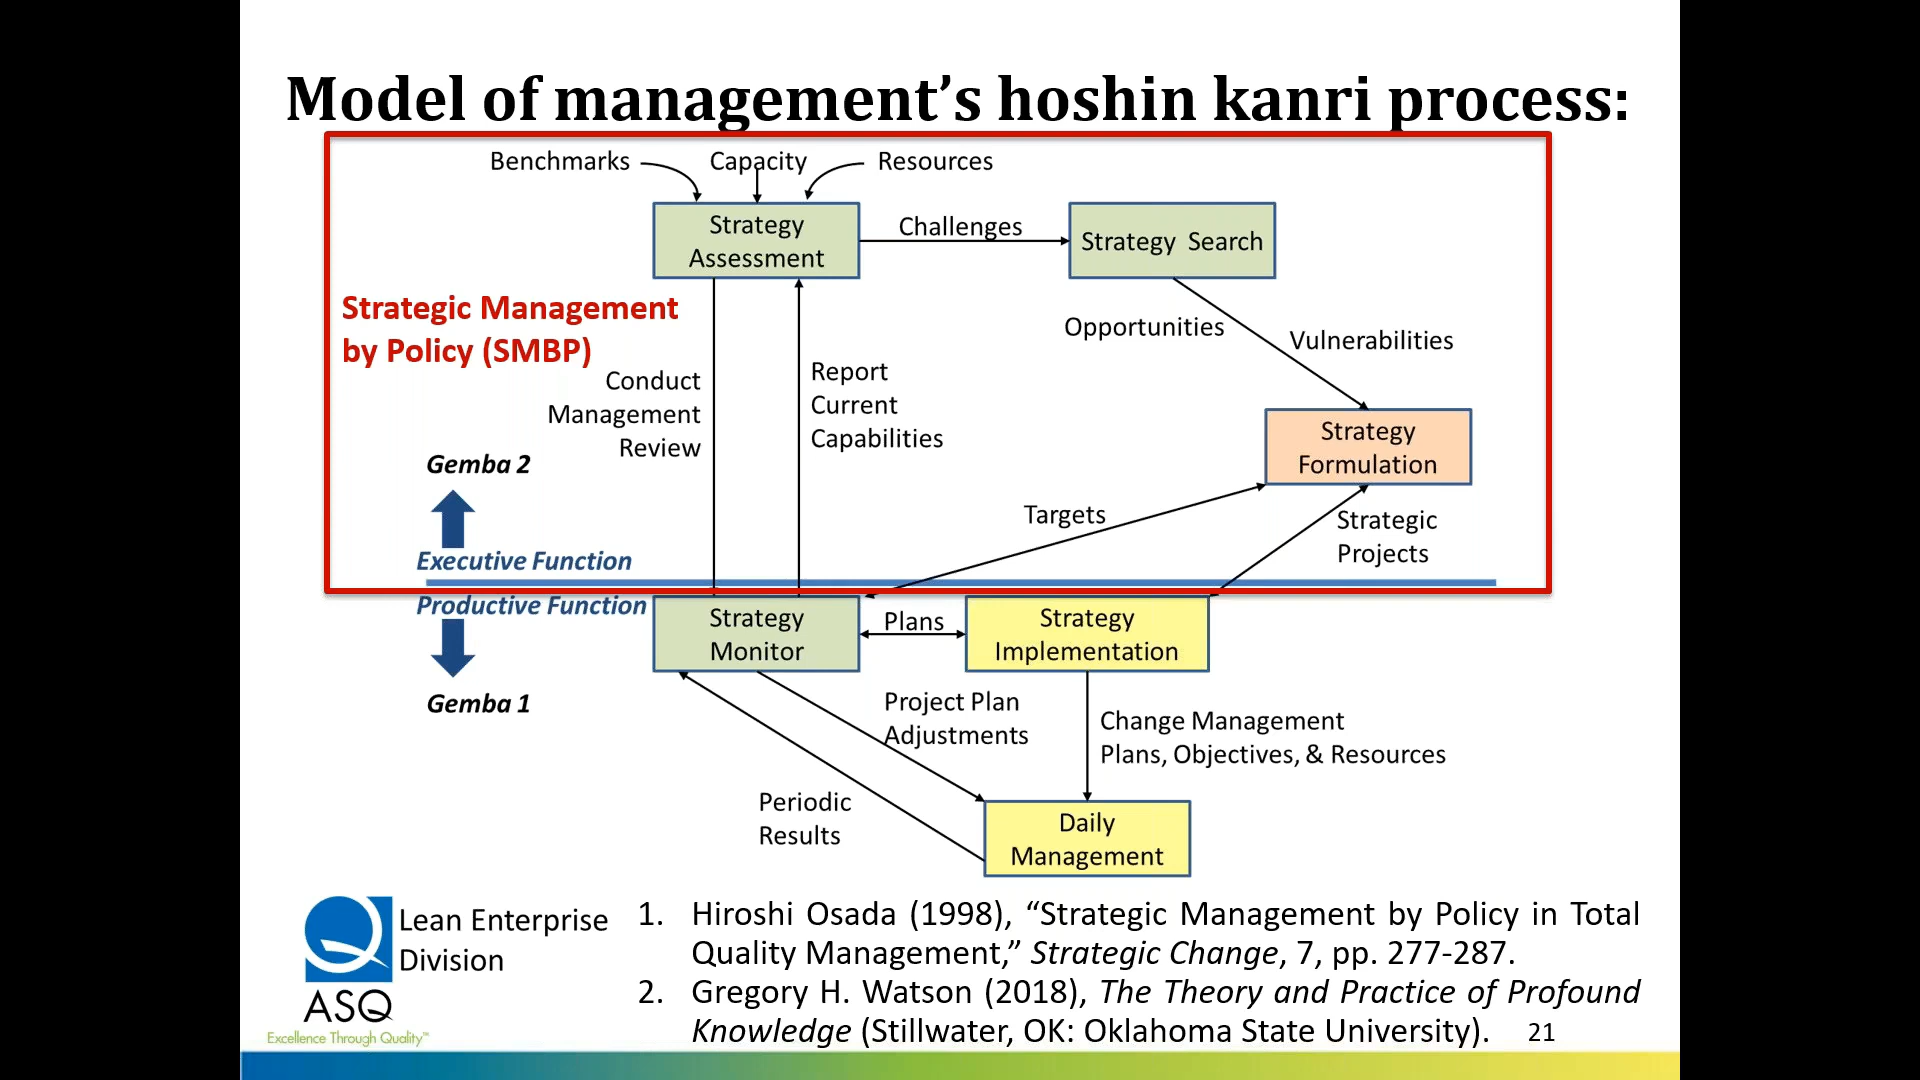 Model of management’s hoshin kanri process:
Benchmarks
Capacity
Resources
Strategy
Assessment
Challenges
Strategy Search
Strategic Management
by Policy (SMBP)
Opportunities
Vulnerabilities
Conduct
Management
Review
Report
Current
Capabilities
Strategy
Formulation
Gemba 2
Targets
Strategic
Projects
Executive Function
Productive Function
Strategy
Monitor
Plans
Strategy
Implementation
Gemba 1
Project Plan
Adjustments
Change Management
Plans, Objectives, & Resources
Periodic
Results
Daily
Management
Lean Enterprise
Division
ASQ
Excellence Through Quality™
1. Hiroshi Osada (1998), “Strategic Management by Policy in Total
Quality Management,” Strategic Change, 7, pp. 277-287.
2. Gregory H. Watson (2018), The Theory and Practice of Profound
Knowledge (Stillwater, OK: Oklahoma State University).
21